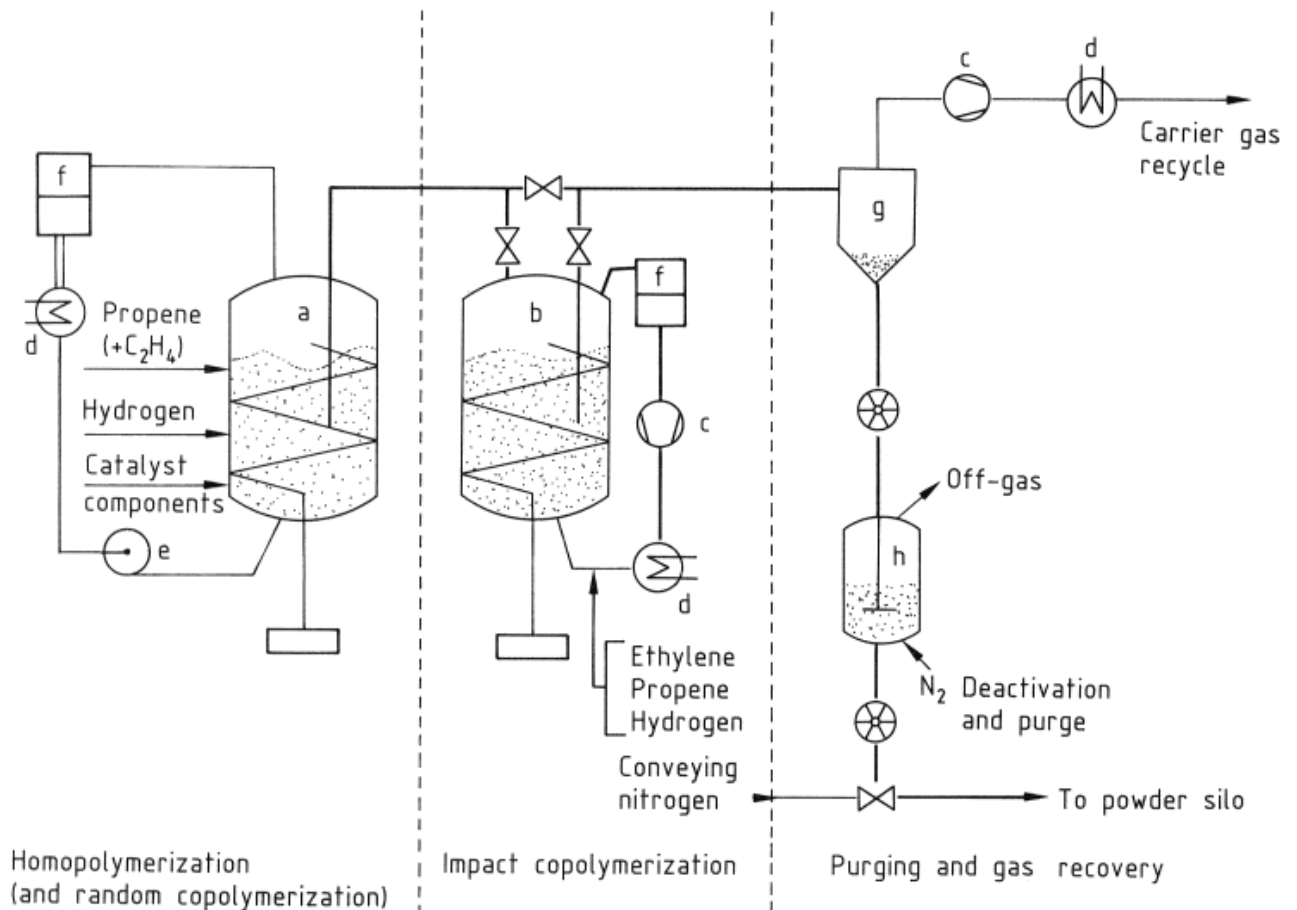 c
d
Carrier gas
recycle
f
g
a
b
f
d
Propene
(+C₂H₄)
Hydrogen
Catalyst
components
c
e
d
Off-gas
h
Ethylene
Propene
Hydrogen
N₂ Deactivation
and purge
Conveying
nitrogen
To powder silo
Homopolymerization
(and random copolymerization)
Impact copolymerization
Purging and gas recovery